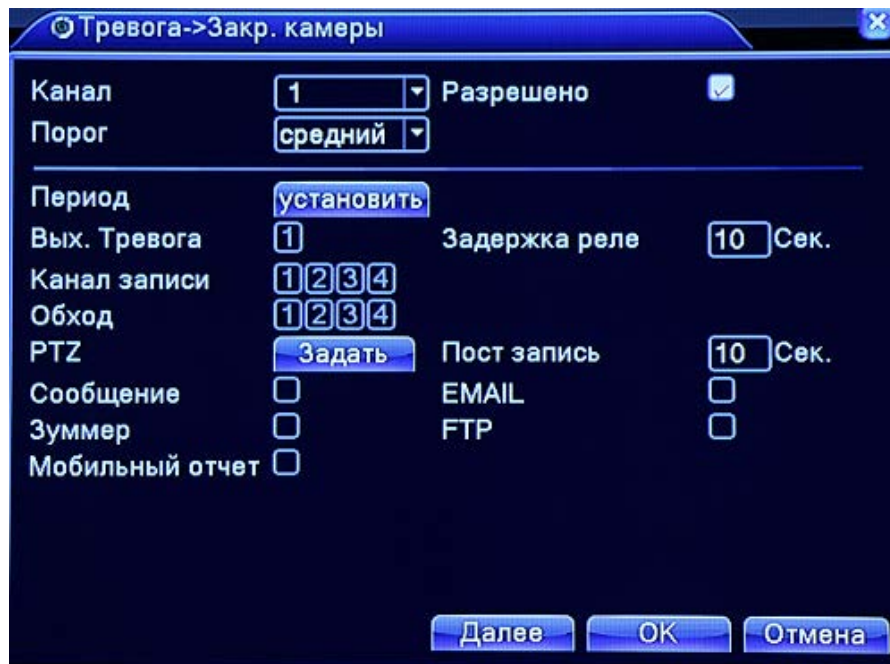 Тревога->Закр. камеры
Канал 1 Разрешено
Порог средний
Период установить
Вых. Тревога 1 Задержка реле 10 Сек.
Канал записи 1 2 3 4
Обход 1 2 3 4
PTZ Задать Пост запись 10 Сек.
Сообщение EMAIL
Зуммер FTP
Мобильный отчет
Далее OK Отмена